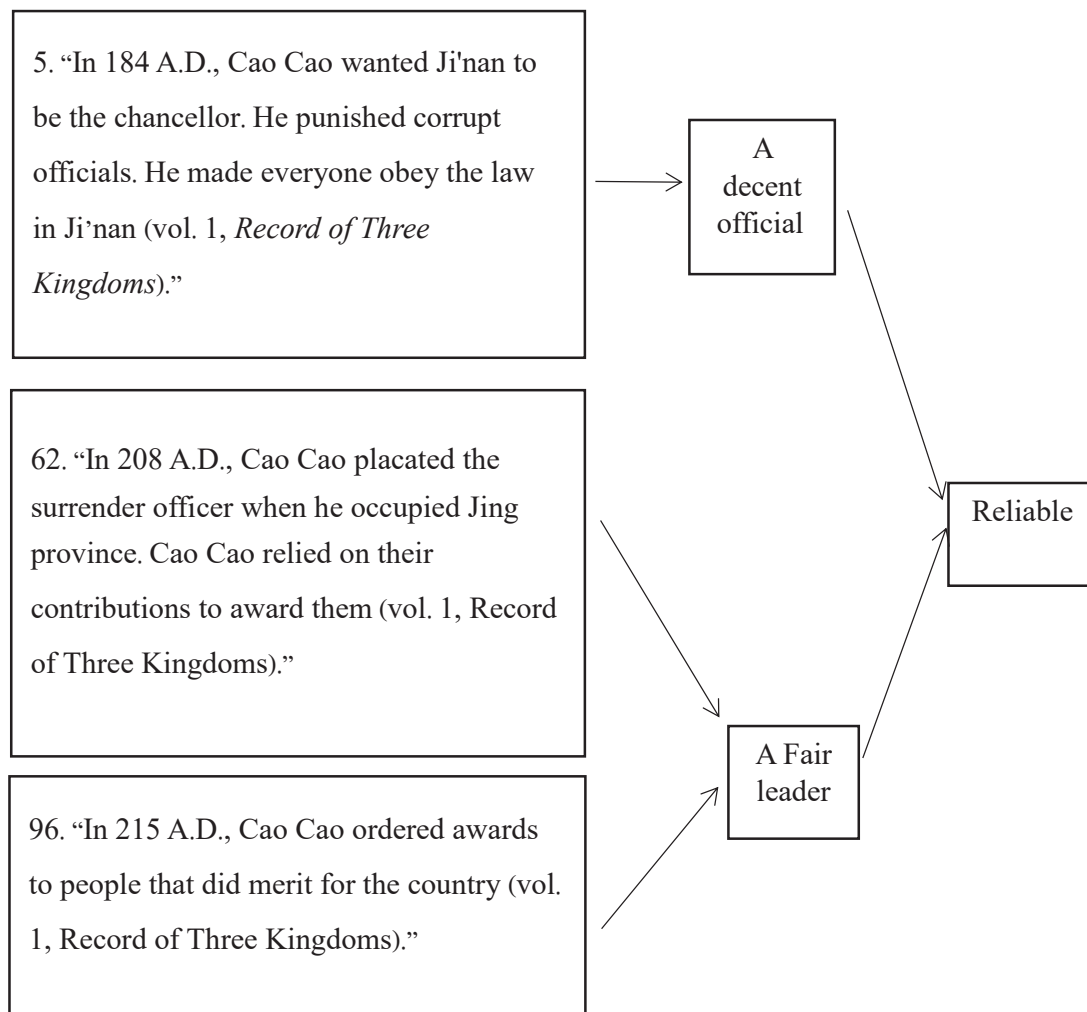 5. “In 184 A.D., Cao Cao wanted Ji'nan to
be the chancellor. He punished corrupt
officials. He made everyone obey the law
in Ji’nan (vol. 1, Record of Three
Kingdoms).”
A
decent
official
62. “In 208 A.D., Cao Cao placated the
surrender officer when he occupied Jing
province. Cao Cao relied on their
contributions to award them (vol. 1, Record
of Three Kingdoms).”
Reliable
A Fair
leader
96. “In 215 A.D., Cao Cao ordered awards
to people that did merit for the country (vol.
1, Record of Three Kingdoms).”